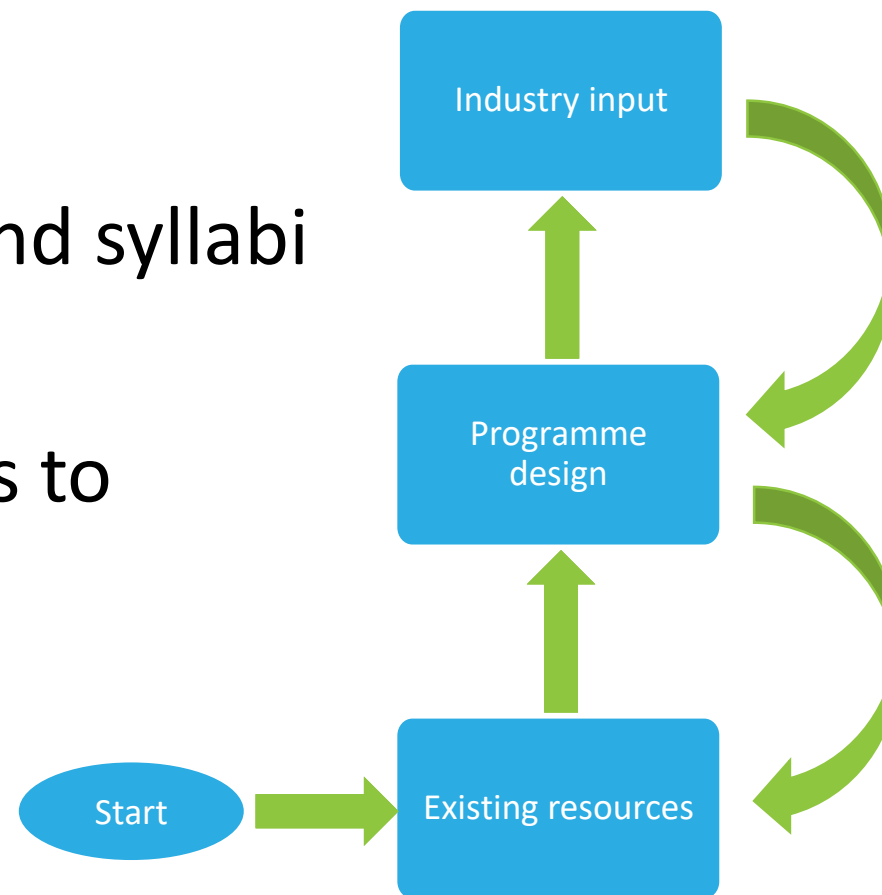 Industry input
nd syllabi
Programme
design
s to
Start
Existing resources